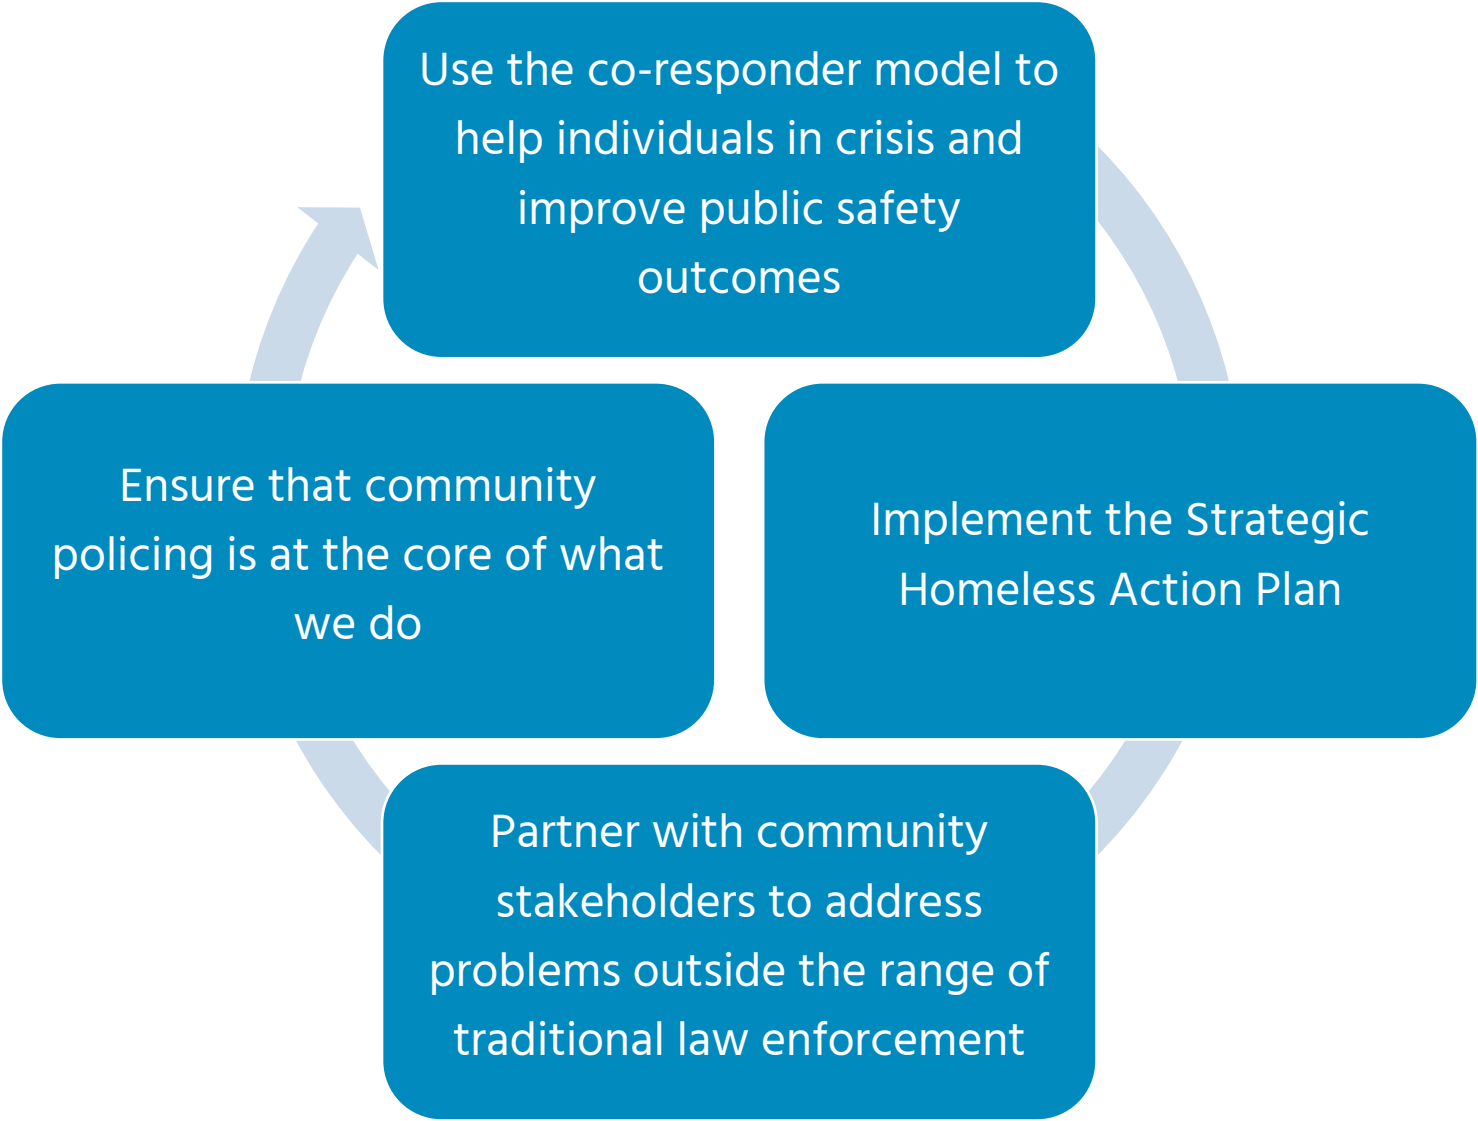 Use the co-responder model to
help individuals in crisis and
improve public safety
outcomes
Implement the Strategic
Homeless Action Plan
Partner with community
stakeholders to address
problems outside the range of
traditional law enforcement
Ensure that community
policing is at the core of what
we do